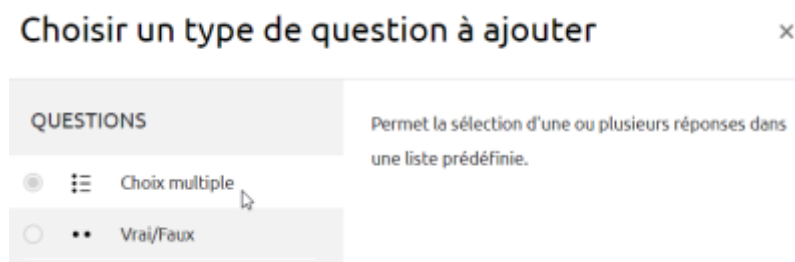 Choisir un type de question à ajouter
×
QUESTIONS
Permet la sélection d'une ou plusieurs réponses dans
une liste prédéfinie.
Choix multiple
Vrai/Faux